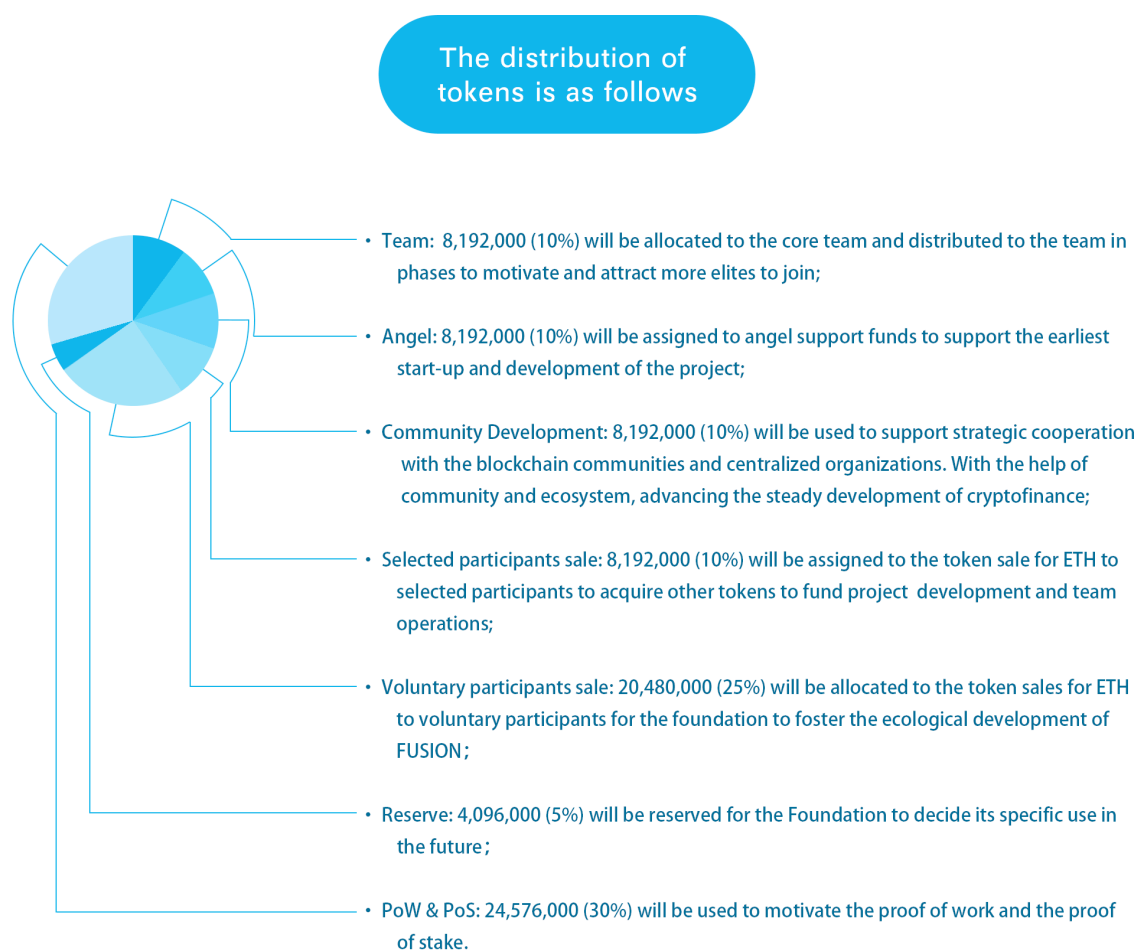 The distribution of
tokens is as follows
• Team:  8,192,000 (10%) will be allocated to the core team and distributed to the team in
phases to motivate and attract more elites to join;
• Angel: 8,192,000 (10%) will be assigned to angel support funds to support the earliest
start-up and development of the project;
• Community Development: 8,192,000 (10%) will be used to support strategic cooperation
with the blockchain communities and centralized organizations. With the help of
community and ecosystem, advancing the steady development of cryptofinance;
• Selected participants sale: 8,192,000 (10%) will be assigned to the token sale for ETH to
selected participants to acquire other tokens to fund project  development and team
operations;
• Voluntary participants sale: 20,480,000 (25%) will be allocated to the token sales for ETH
to voluntary participants for the foundation to foster the ecological development of
FUSION;
• Reserve: 4,096,000 (5%) will be reserved for the Foundation to decide its specific use in
the future;
• PoW & PoS: 24,576,000 (30%) will be used to motivate the proof of work and the proof
of stake.